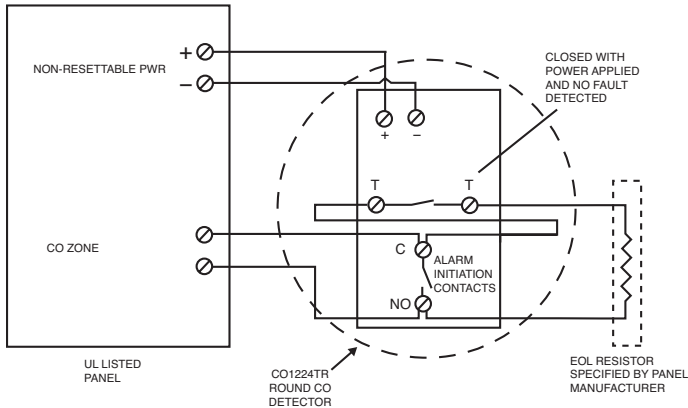 NON-RESETTABLE PWR
+
–
CLOSED WITH
POWER APPLIED
AND NO FAULT
DETECTED
+
–
T
T
CO ZONE
C
ALARM
INITIATION
CONTACTS
NO
UL LISTED
PANEL
CO1224TR
ROUND CO
DETECTOR
EOL RESISTOR
SPECIFIED BY PANEL
MANUFACTURER